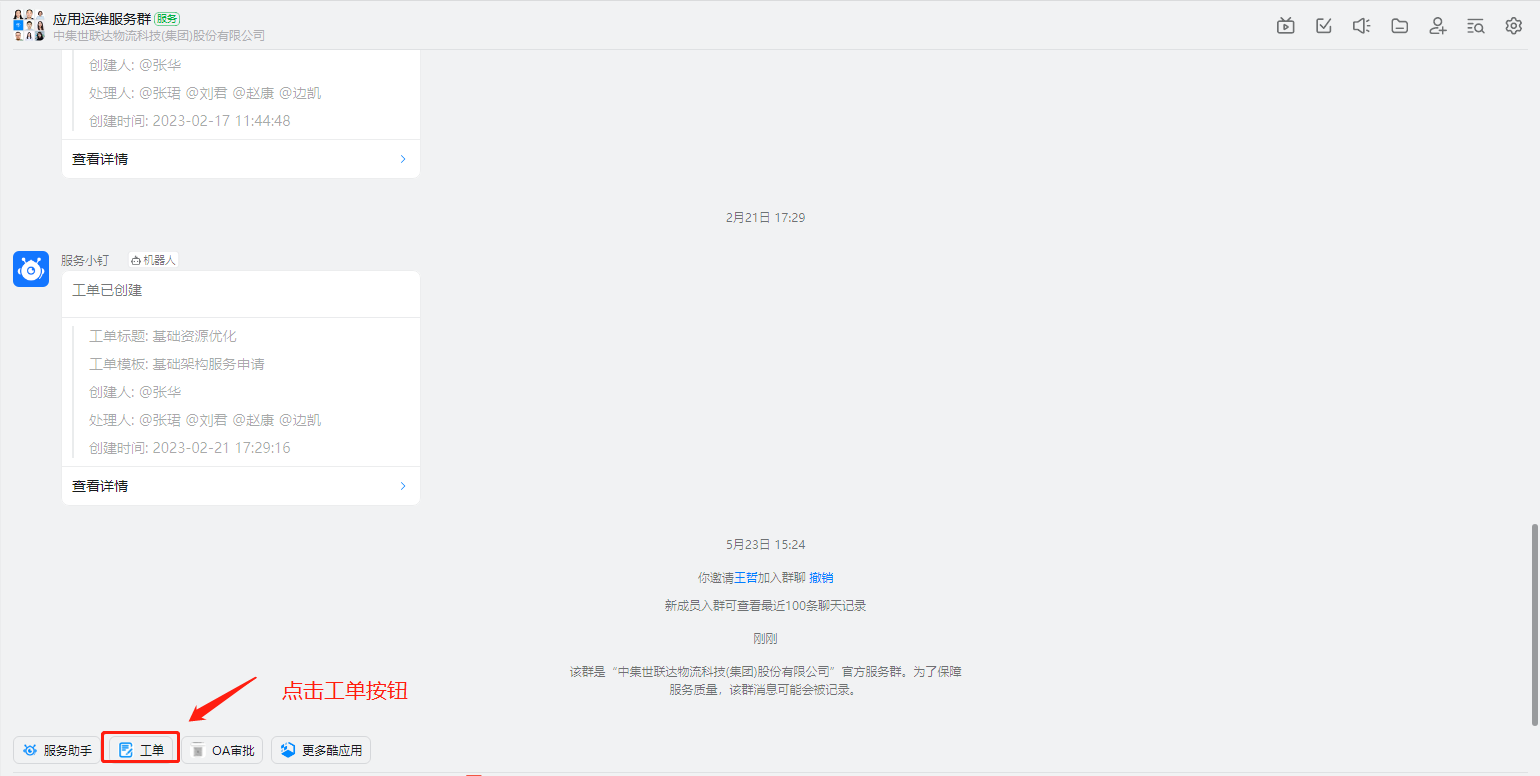 应用运维服务群 服务
中集世联达物流科技(集团)股份有限公司
创建人: @张华
处理人: @张珺 @刘君 @赵康 @边凯
创建时间: 2023-02-17 11:44:48
查看详情
2月21日 17:29
服务小钉 机器人
工单已创建
工单标题: 基础资源优化
工单模板: 基础架构服务申请
创建人: @张华
处理人: @张珺 @刘君 @赵康 @边凯
创建时间: 2023-02-21 17:29:16
查看详情
5月23日 15:24
你邀请王哲加入群聊 撤销
新成员入群可查看最近100条聊天记录
刚刚
该群是“中集世联达物流科技(集团)股份有限公司”官方服务群。为了保障
服务质量，该群消息可能会被记录。
点击工单按钮
服务助手 工单 OA审批 更多酷应用